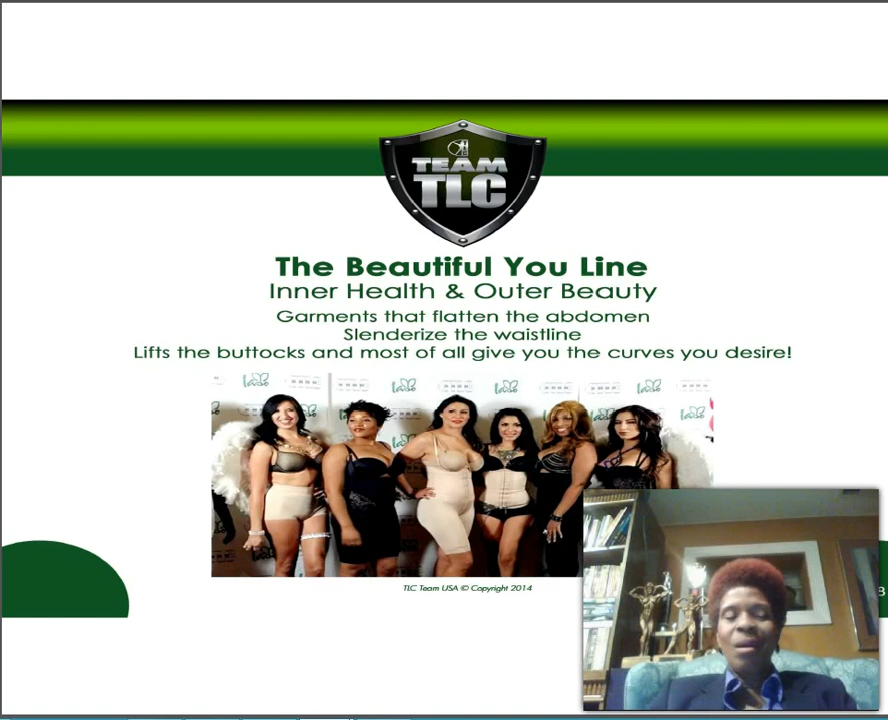 TEAM
TLC
The Beautiful You Line
Inner Health & Outer Beauty
Garments that flatten the abdomen
Slenderize the waistline
Lifts the buttocks and most of all give you the curves you desire!
TLC Team USA © Copyright 2014
8